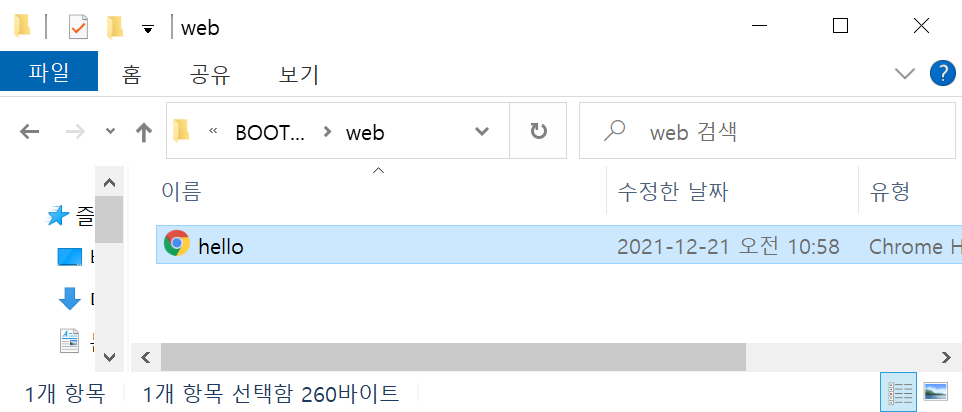 web
파일 홈 공유 보기
« BOOT... web
web 검색
이름 수정한 날짜 유형
즐
hello 2021-12-21 오전 10:58 Chrome H
1개 항목 1개 항목 선택함 260바이트